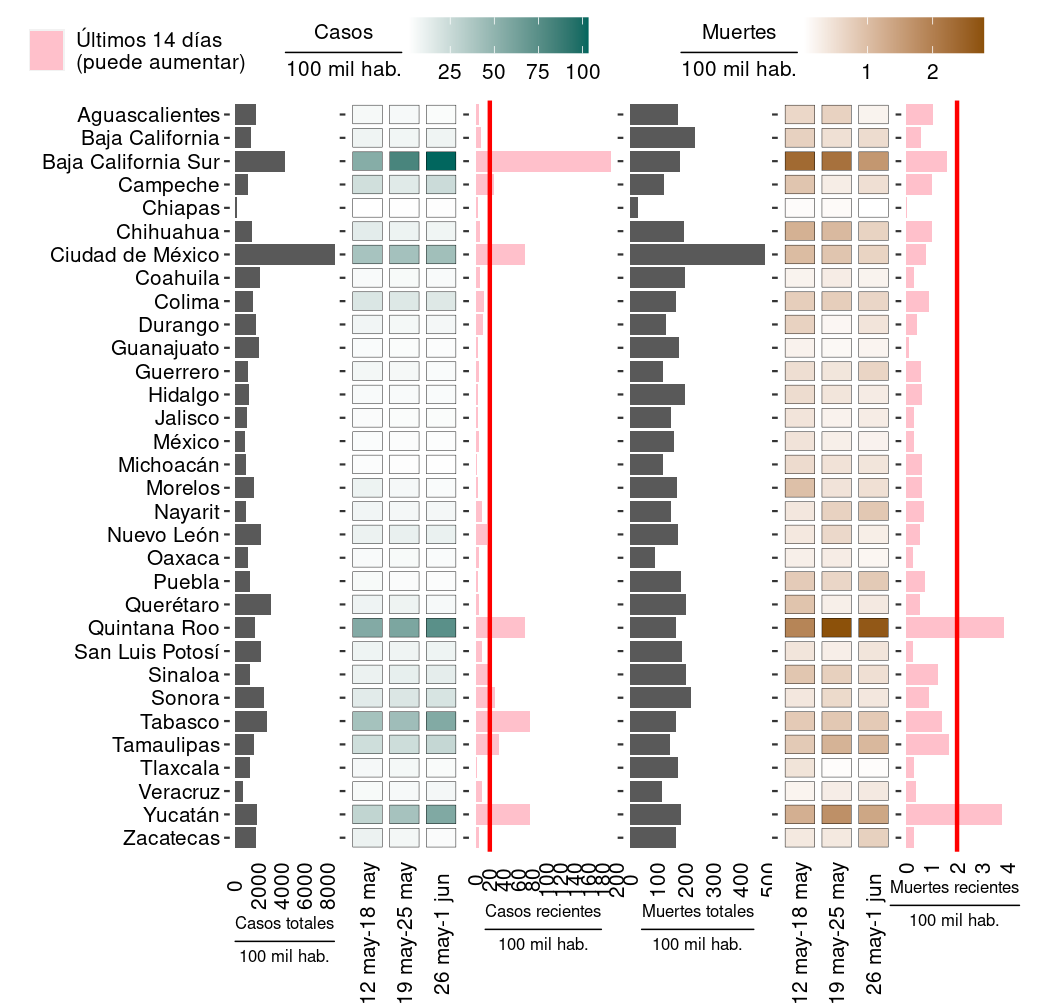 Últimos 14 días
(puede aumentar)
Casos
100 mil hab.
25 50 75 100
Muertes
100 mil hab.
1 2
Aguascalientes
Baja California
Baja California Sur
Campeche
Chiapas
Chihuahua
Ciudad de México
Coahuila
Colima
Durango
Guanajuato
Guerrero
Hidalgo
Jalisco
México
Michoacán
Morelos
Nayarit
Nuevo León
Oaxaca
Puebla
Querétaro
Quintana Roo
San Luis Potosí
Sinaloa
Sonora
Tabasco
Tamaulipas
Tlaxcala
Veracruz
Yucatán
Zacatecas
0 2000 4000 6000 8000
Casos totales
100 mil hab.
12 may-18 may
19 may-25 may
26 may-1 jun
0 20 40 60 80 100 120 140 160 180 200
Casos recientes
100 mil hab.
0 100 200 300 400 500
Muertes totales
100 mil hab.
12 may-18 may
19 may-25 may
26 may-1 jun
0 1 2 3 4
Muertes recientes
100 mil hab.